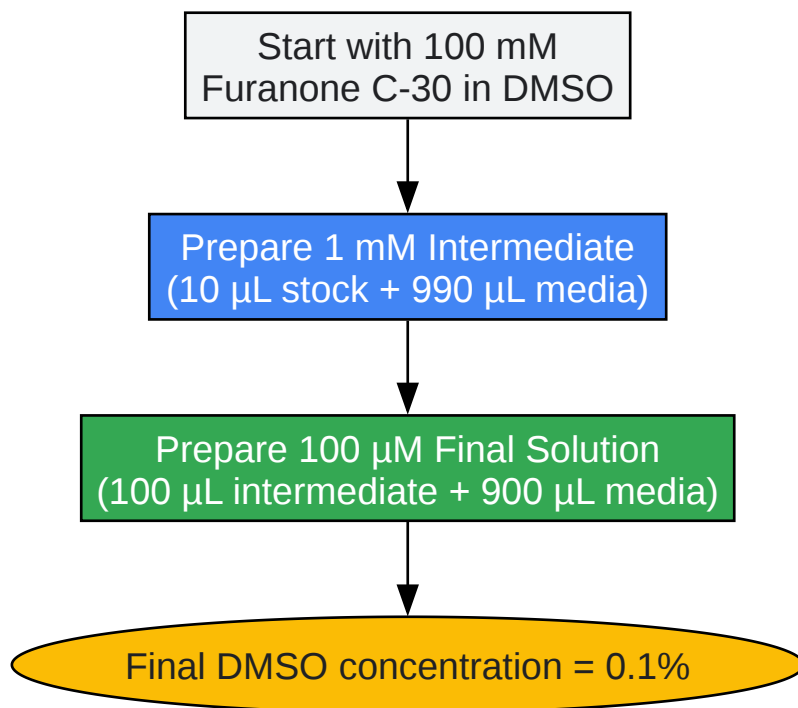 Start with 100 mM
Furanone C-30 in DMSO
Prepare 1 mM Intermediate
(10 µL stock + 990 µL media)
Prepare 100 µM Final Solution
(100 µL intermediate + 900 µL media)
Final DMSO concentration = 0.1%